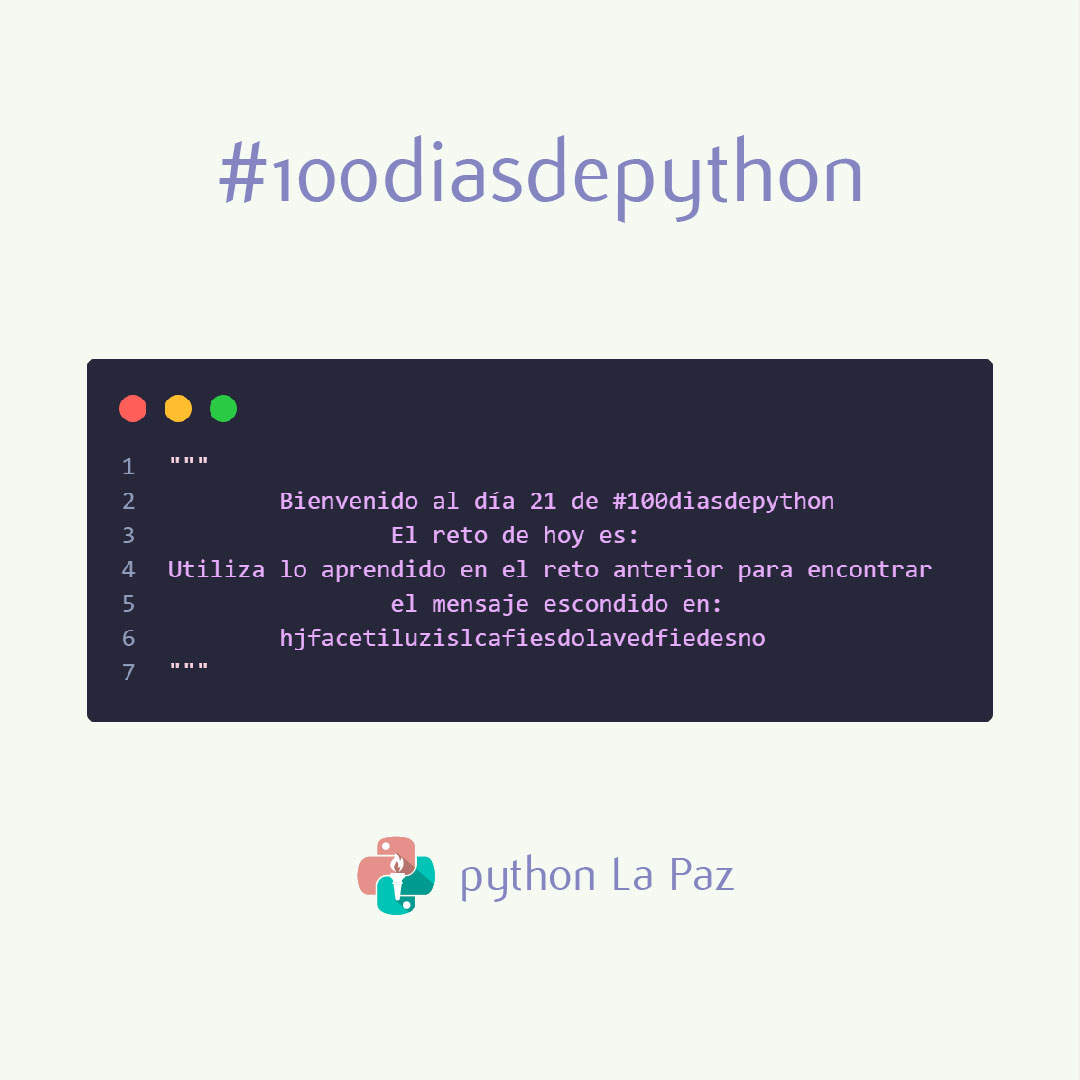 #100diasdepython
1 """
2 Bienvenido al día 21 de #100diasdepython
3 El reto de hoy es:
4 Utiliza lo aprendido en el reto anterior para encontrar
5 el mensaje escondido en:
6 hjfacetiluzislcafiesdolavedfiedesno
7 """
python La Paz